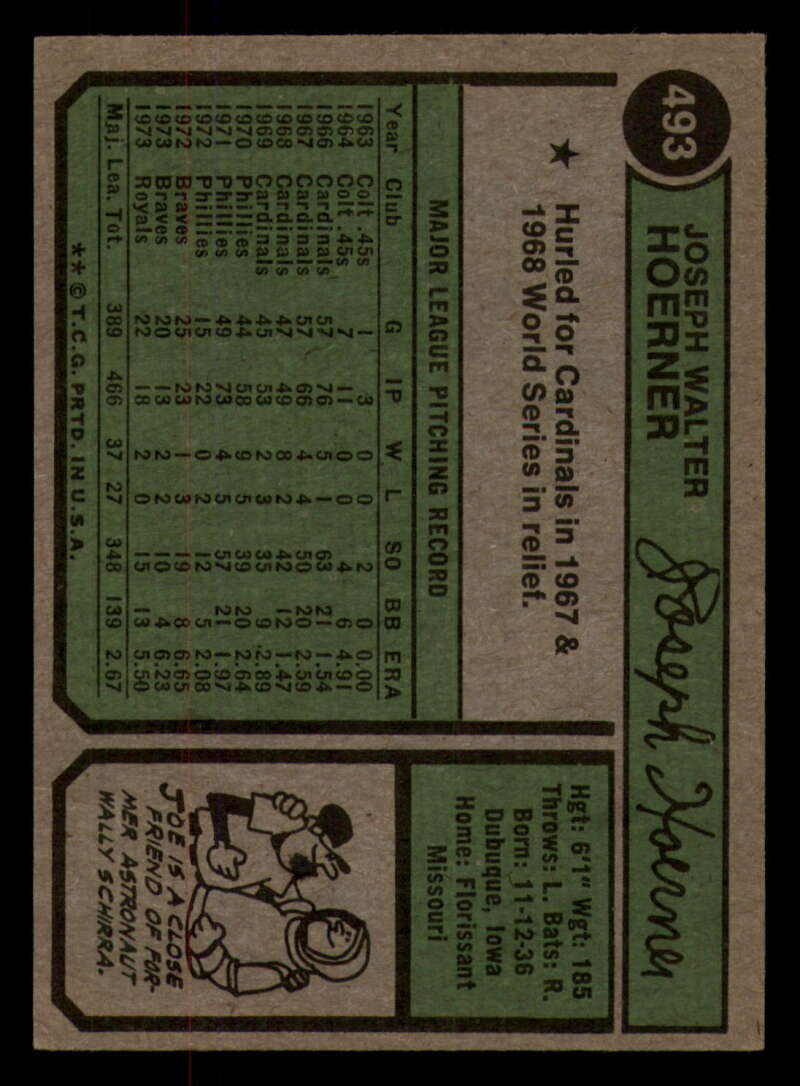 493
JOSEPH WALTER
HOERNER
Joseph Hoerner
★ Hurled for Cardinals in 1967 &
1968 World Series in relief.
MAJOR LEAGUE PITCHING RECORD
Year Club G IP W L SO BB ERA
1963 Colt .45s 1 3 0 0 2 0 0.00
1964 Colt .45s 7 11 0 0 4 6 4.91
1966 Cardinals 57 76 5 1 63 21 1.54
1967 Cardinals 57 66 4 4 50 20 2.59
1968 Cardinals 47 49 8 2 42 12 1.47
1969 Cardinals 45 53 2 3 35 9 2.89
1970 Phillies 44 58 9 5 39 20 2.64
1971 Phillies 49 73 4 5 57 21 1.97
1972 Phillies 15 22 0 2 12 5 2.08
1972 Braves 25 23 1 3 19 8 6.65
1973 Braves 20 13 2 2 10 4 6.23
1973 Royals 22 18 2 0 15 13 5.50
Maj. Lea. Tot. 389 466 37 27 348 139 2.67
**©T.C.G. PRTD. IN U.S.A.
Hgt: 6'1" Wgt: 185
Throws: L. Bats: R.
Born: 11-12-36
Dubuque, Iowa
Home: Florissant
Missouri
JOE IS A CLOSE
FRIEND OF FOR-
MER ASTRONAUT
WALLY SCHIRRA.